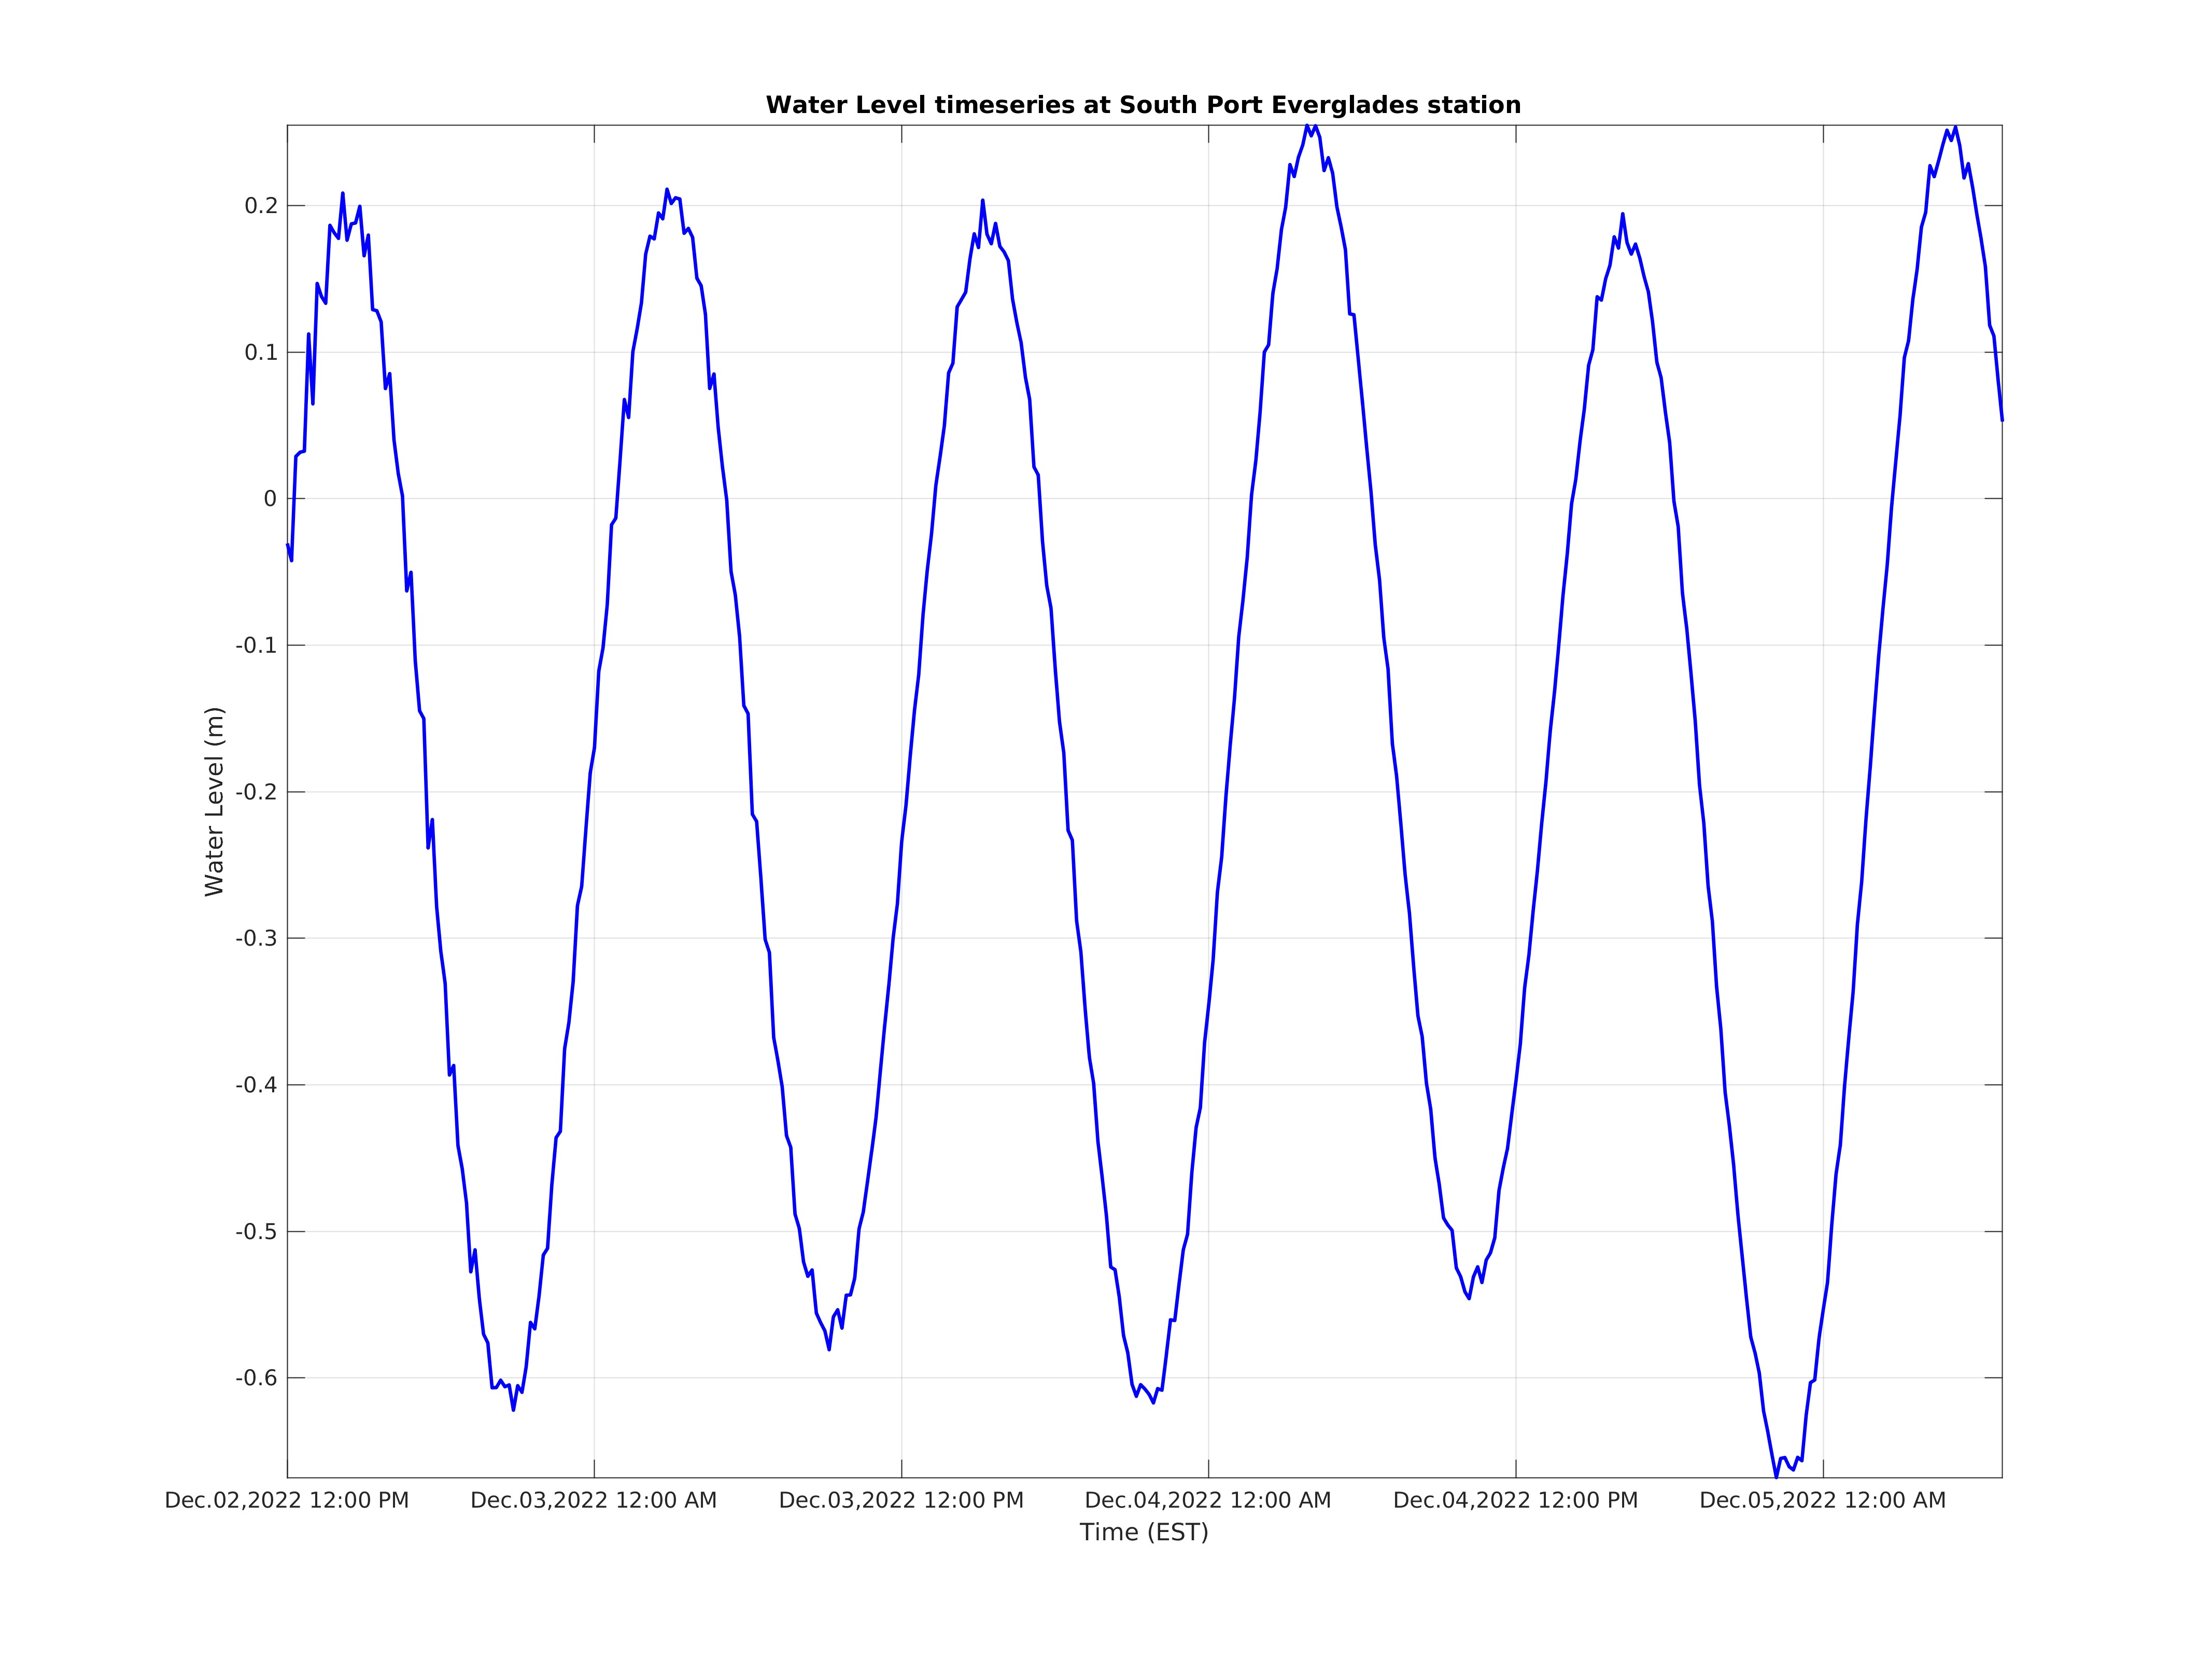 Water Level timeseries at South Port Everglades station
0.2
0.1
0
-0.1
-0.2
-0.3
-0.4
-0.5
-0.6
Water Level (m)
Dec.02,2022 12:00 PM
Dec.03,2022 12:00 AM
Dec.03,2022 12:00 PM
Dec.04,2022 12:00 AM
Dec.04,2022 12:00 PM
Dec.05,2022 12:00 AM
Time (EST)